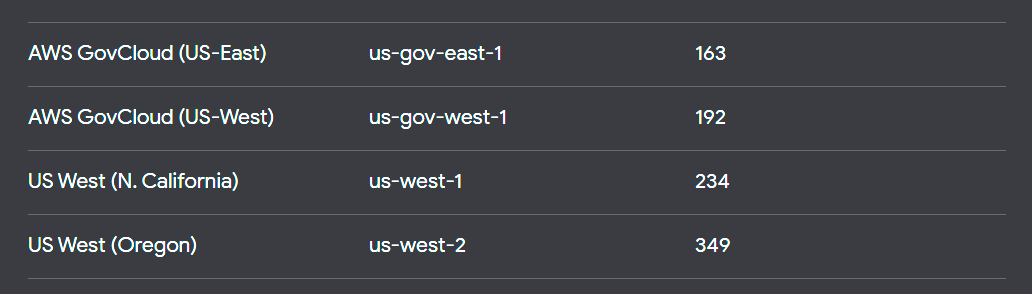 AWS GovCloud (US-East) us-gov-east-1 163
AWS GovCloud (US-West) us-gov-west-1 192
US West (N. California) us-west-1 234
US West (Oregon) us-west-2 349